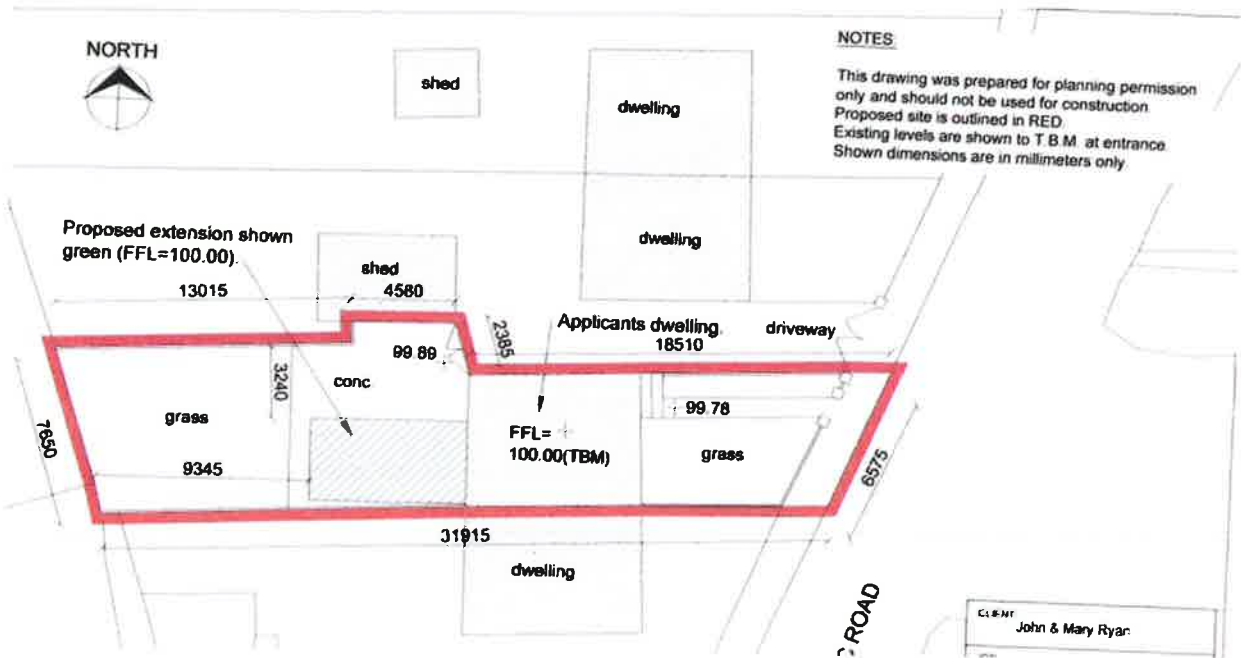 NORTH
NOTES
This drawing was prepared for planning permission
only and should not be used for construction
Proposed site is outlined in RED.
Existing levels are shown to T.B.M. at entrance.
Shown dimensions are in millimeters only
shed
dwelling
dwelling
Proposed extension shown
green (FFL=100.00).
shed
13015
4580
2385
Applicants dwelling.
driveway
18510
99.89
3240
conc
99.78
grass
7650
FFL=
100.00(TBM)
grass
9345
6575
31915
dwelling
ROAD
CLIENT
John & Mary Ryan